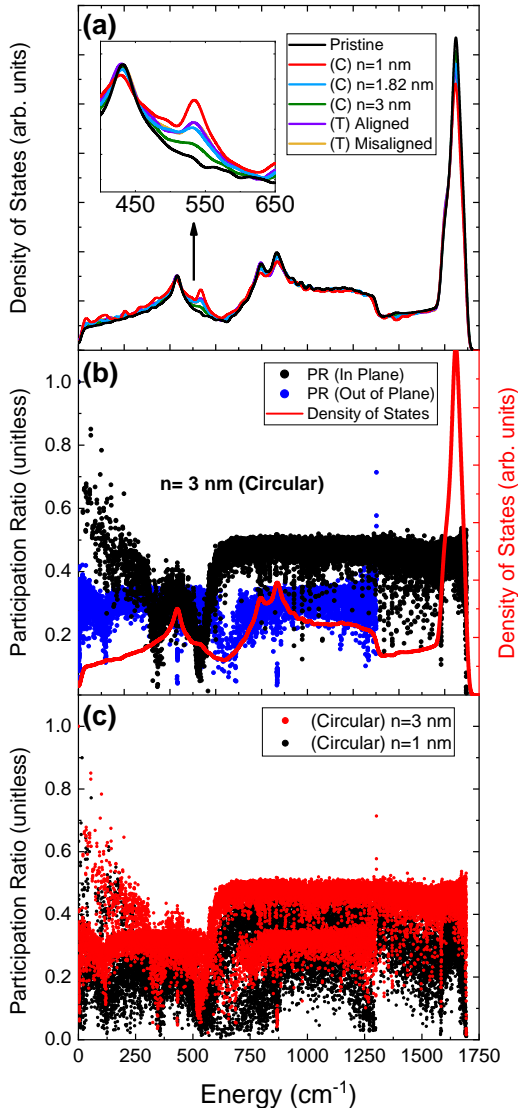 (a)
Pristine
(C) n=1 nm
(C) n=1.82 nm
(C) n=3 nm
(T) Aligned
(T) Misaligned
450 550 650
Density of States (arb. units)
(b)
PR (In Plane)
PR (Out of Plane)
Density of States
n= 3 nm (Circular)
1.0
0.8
0.6
0.4
0.2
Participation Ratio (unitless)
Density of States (arb. units)
(c)
(Circular) n=3 nm
(Circular) n=1 nm
1.0
0.8
0.6
0.4
0.2
0.0
Participation Ratio (unitless)
0 250 500 750 1000 1250 1500 1750
Energy (cm⁻¹)